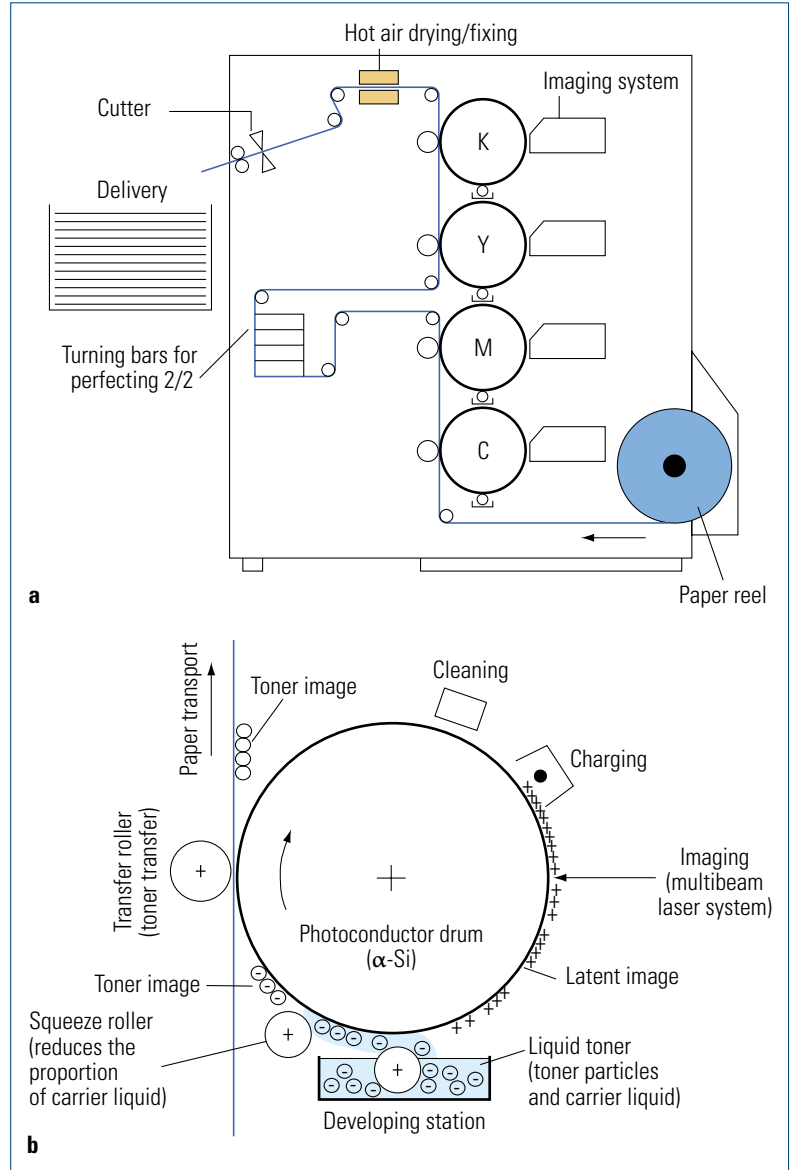 Hot air drying/fixing
Imaging system
Cutter
K
Delivery
Y
Turning bars for
perfecting 2/2
M
C
Paper reel
a
Paper transport
Toner image
Cleaning
Charging
Transfer roller
(toner transfer)
+
Imaging
(multibeam
laser system)
Photoconductor drum
(α-Si)
Latent image
Toner image
Squeeze roller
(reduces the
proportion
of carrier liquid)
+
+
Liquid toner
(toner particles
and carrier liquid)
Developing station
b